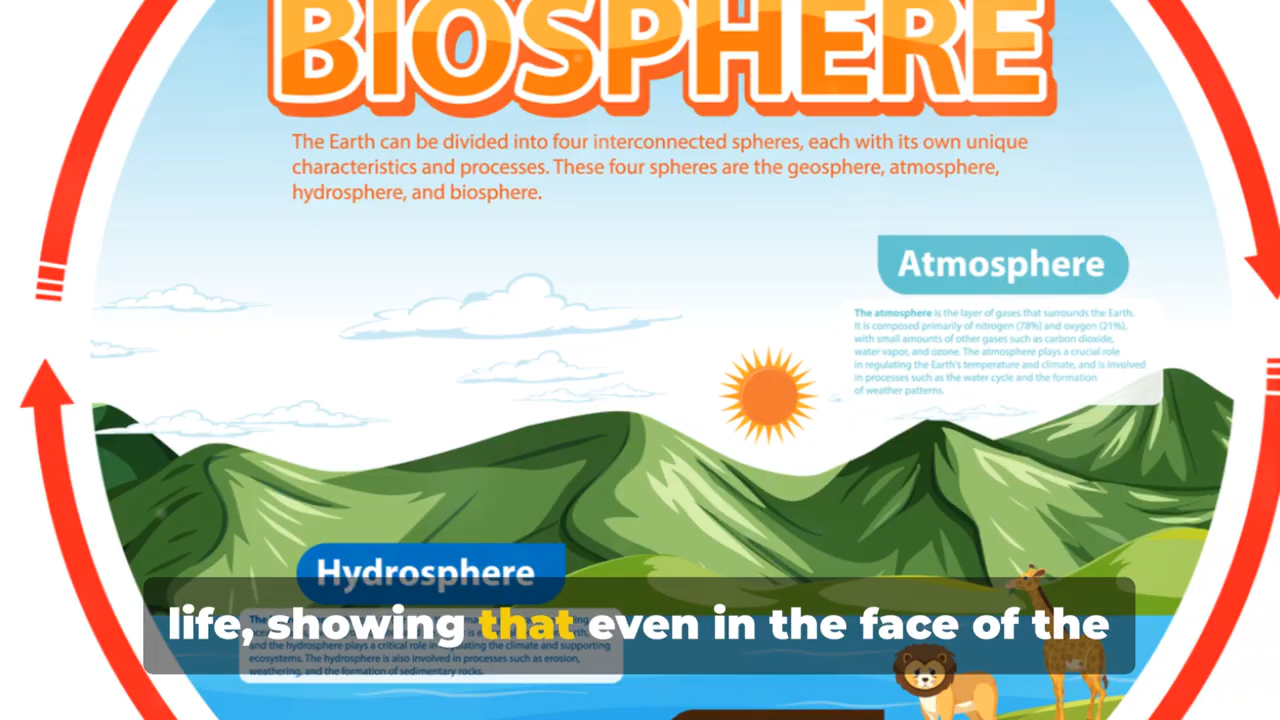 BIOSPHERE
The Earth can be divided into four interconnected spheres, each with its own unique
characteristics and processes. These four spheres are the geosphere, atmosphere,
hydrosphere, and biosphere.
Atmosphere
The atmosphere is the layer of gases that surrounds the Earth.
It is composed primarily of nitrogen (78%) and oxygen (21%),
with small amounts of other gases such as carbon dioxide,
water vapor, and ozone. The atmosphere plays a crucial role
in regulating the Earth's temperature and climate, and is involved
in processes such as the water cycle and the formation
of weather patterns.
Hydrosphere
life, showing that even in the face of the
and the hydrosphere plays a critical role in regulating the climate and supporting
ecosystems. The hydrosphere is also involved in processes such as erosion,
weathering, and the formation of sedimentary rocks.